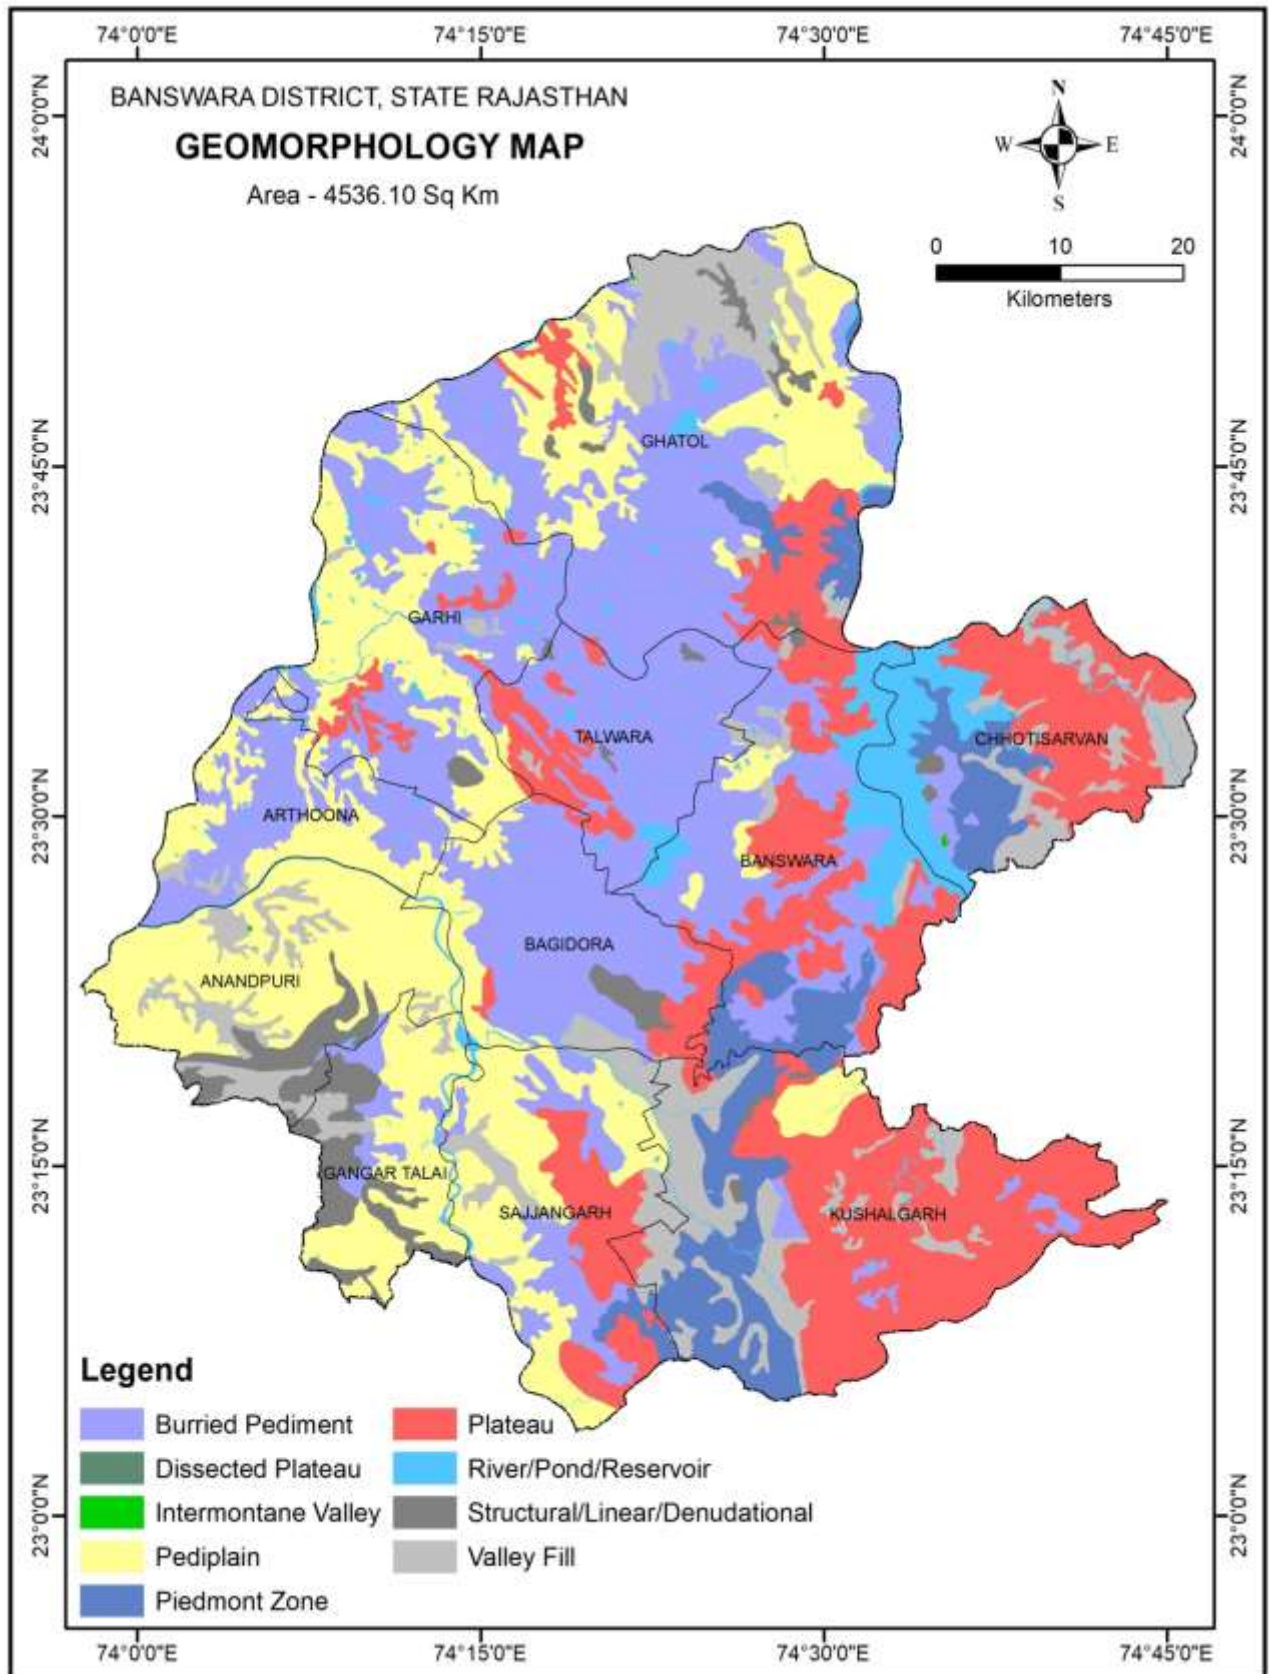 74°0'0"E 74°15'0"E 74°30'0"E 74°45'0"E
BANSWARA DISTRICT, STATE RAJASTHAN
GEOMORPHOLOGY MAP
Area - 4536.10 Sq Km
N
W E
S
0 10 20
Kilometers
24°0'0"N 24°0'0"N
GHATOL
23°45'0"N 23°45'0"N
GARHI
TALWARA
CHHOTISARVAN
ARTHOONA
23°30'0"N 23°30'0"N
BANSWARA
BAGIDORA
ANANDPURI
23°15'0"N 23°15'0"N
GANGAR TALAI
SAJJANGARH
KUSHALGARH
Legend
Burried Pediment
Dissected Plateau
Intermontane Valley
Pediplain
Piedmont Zone
Plateau
River/Pond/Reservoir
Structural/Linear/Denudational
Valley Fill
23°0'0"N 23°0'0"N
74°0'0"E 74°15'0"E 74°30'0"E 74°45'0"E